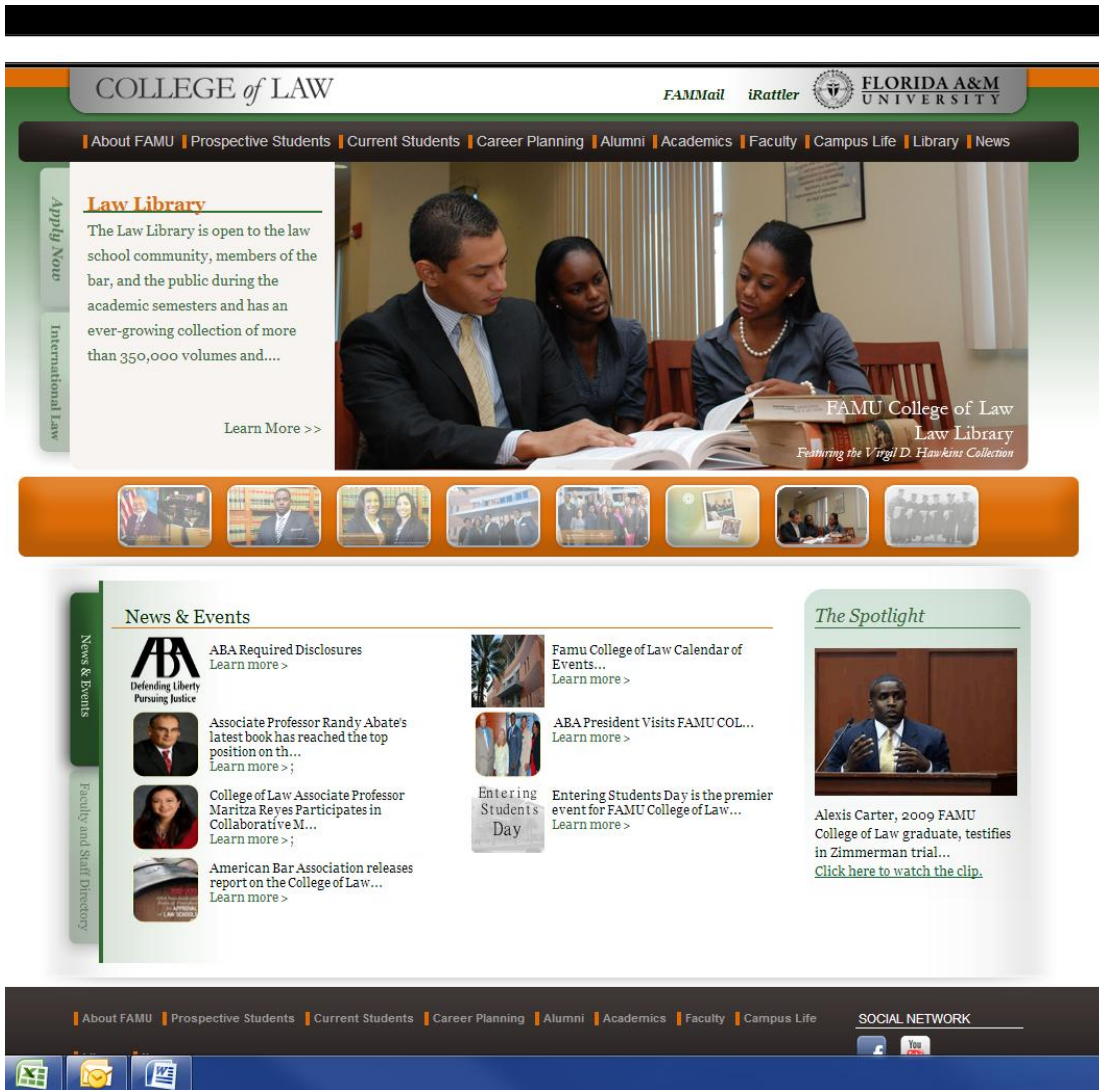 COLLEGE of LAW
FAMMail iRattler
FLORIDA A&M
UNIVERSITY
About FAMU Prospective Students Current Students Career Planning Alumni Academics Faculty Campus Life Library News
Apply Now
International Law
Law Library
The Law Library is open to the law
school community, members of the
bar, and the public during the
academic semesters and has an
ever-growing collection of more
than 350,000 volumes and....
Learn More >>
FAMU College of Law
Law Library
Featuring the Virgil D. Hawkins Collection
News & Events
Faculty and Staff Directory
News & Events
ABA
Defending Liberty
Pursuing Justice
ABA Required Disclosures
Learn more >
Associate Professor Randy Abate's
latest book has reached the top
position on th...
Learn more > ;
College of Law Associate Professor
Maritza Reyes Participates in
Collaborative M...
Learn more > ;
American Bar Association releases
report on the College of Law...
Learn more >
Famu College of Law Calendar of
Events...
Learn more >
ABA President Visits FAMU COL...
Learn more >
Entering
Students
Day
Entering Students Day is the premier
event for FAMU College of Law...
Learn more >
The Spotlight
Alexis Carter, 2009 FAMU
College of Law graduate, testifies
in Zimmerman trial...
Click here to watch the clip.
About FAMU Prospective Students Current Students Career Planning Alumni Academics Faculty Campus Life
SOCIAL NETWORK
You